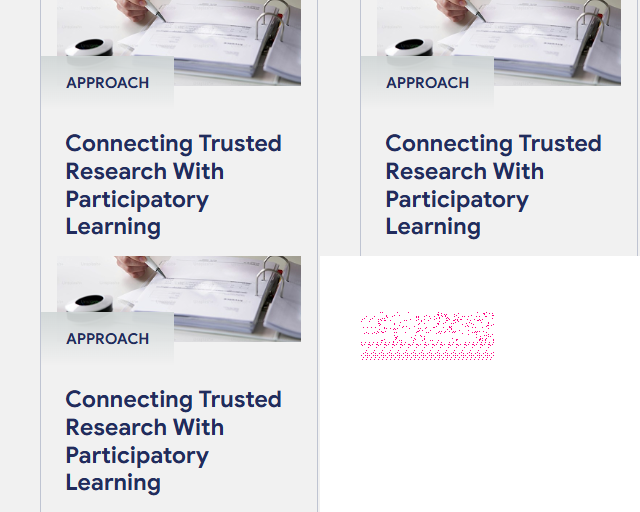 APPROACH
Connecting Trusted
Research With
Participatory
Learning
APPROACH
Connecting Trusted
Research With
Participatory
Learning
APPROACH
Connecting Trusted
Research With
Participatory
Learning